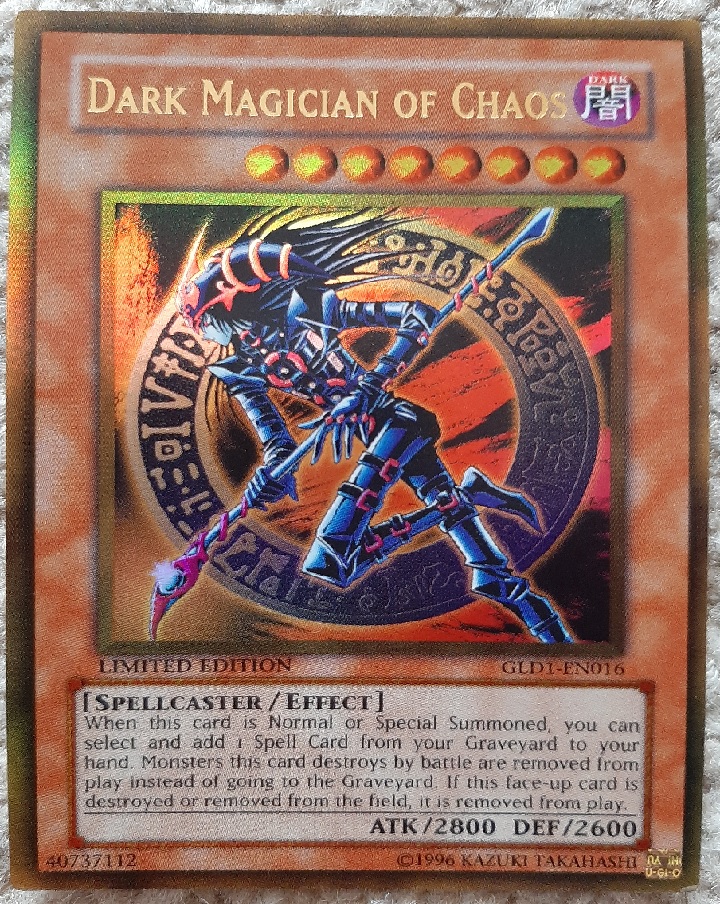 DARK MAGICIAN OF CHAOS
DARK
闇
LIMITED EDITION
GLD1-EN016
[SPELLCASTER / EFFECT]
When this card is Normal or Special Summoned, you can
select and add 1 Spell Card from your Graveyard to your
hand. Monsters this card destroys by battle are removed from
play instead of going to the Graveyard. If this face-up card is
destroyed or removed from the field, it is removed from play.
ATK/2800 DEF/2600
40737112
©1996 KAZUKI TAKAHASHI